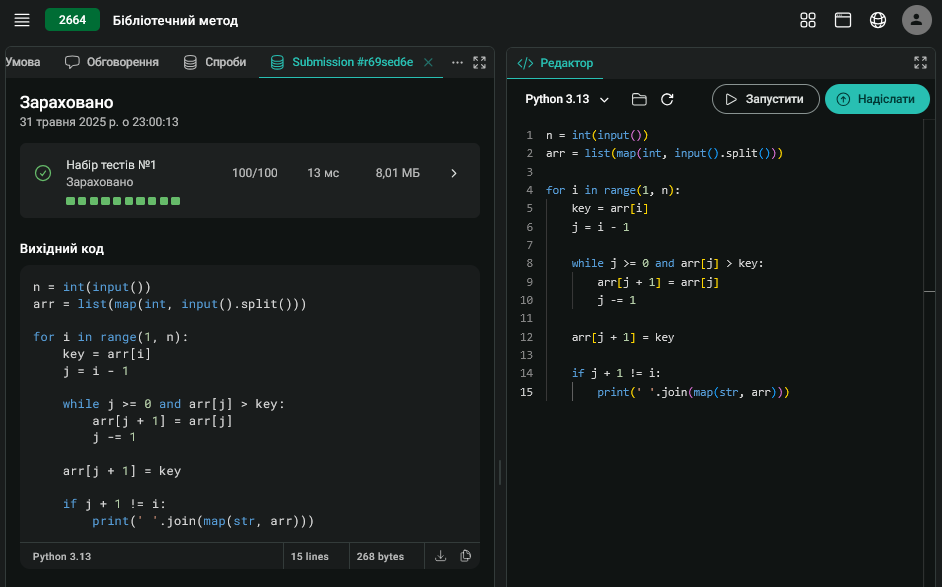 2664 Бібліотечний метод
Умова Обговорення Спроби Submission #r69sed6e
Зараховано
31 травня 2025 р. о 23:00:13
Набір тестів №1
Зараховано
100/100 13 мс 8,01 МБ
Вихідний код
n = int(input())
arr = list(map(int, input().split()))
for i in range(1, n):
    key = arr[i]
    j = i - 1
    while j >= 0 and arr[j] > key:
        arr[j + 1] = arr[j]
        j -= 1
    arr[j + 1] = key
    if j + 1 != i:
        print(' '.join(map(str, arr)))
Python 3.13 15 lines 268 bytes
</> Редактор
Python 3.13 Запустити Надіслати
1 n = int(input())
2 arr = list(map(int, input().split()))
3
4 for i in range(1, n):
5     key = arr[i]
6     j = i - 1
7
8     while j >= 0 and arr[j] > key:
9         arr[j + 1] = arr[j]
10         j -= 1
11
12     arr[j + 1] = key
13
14     if j + 1 != i:
15         print(' '.join(map(str, arr)))